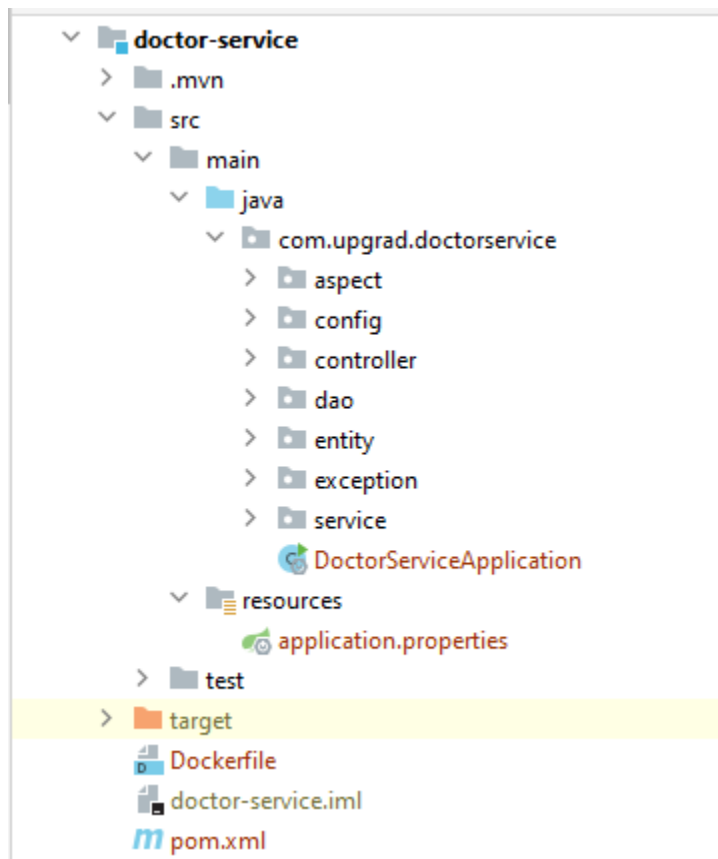 doctor-service
.mvn
src
main
java
com.upgrad.doctorservice
aspect
config
controller
dao
entity
exception
service
C DoctorServiceApplication
resources
application.properties
test
target
D Dockerfile
doctor-service.iml
m pom.xml